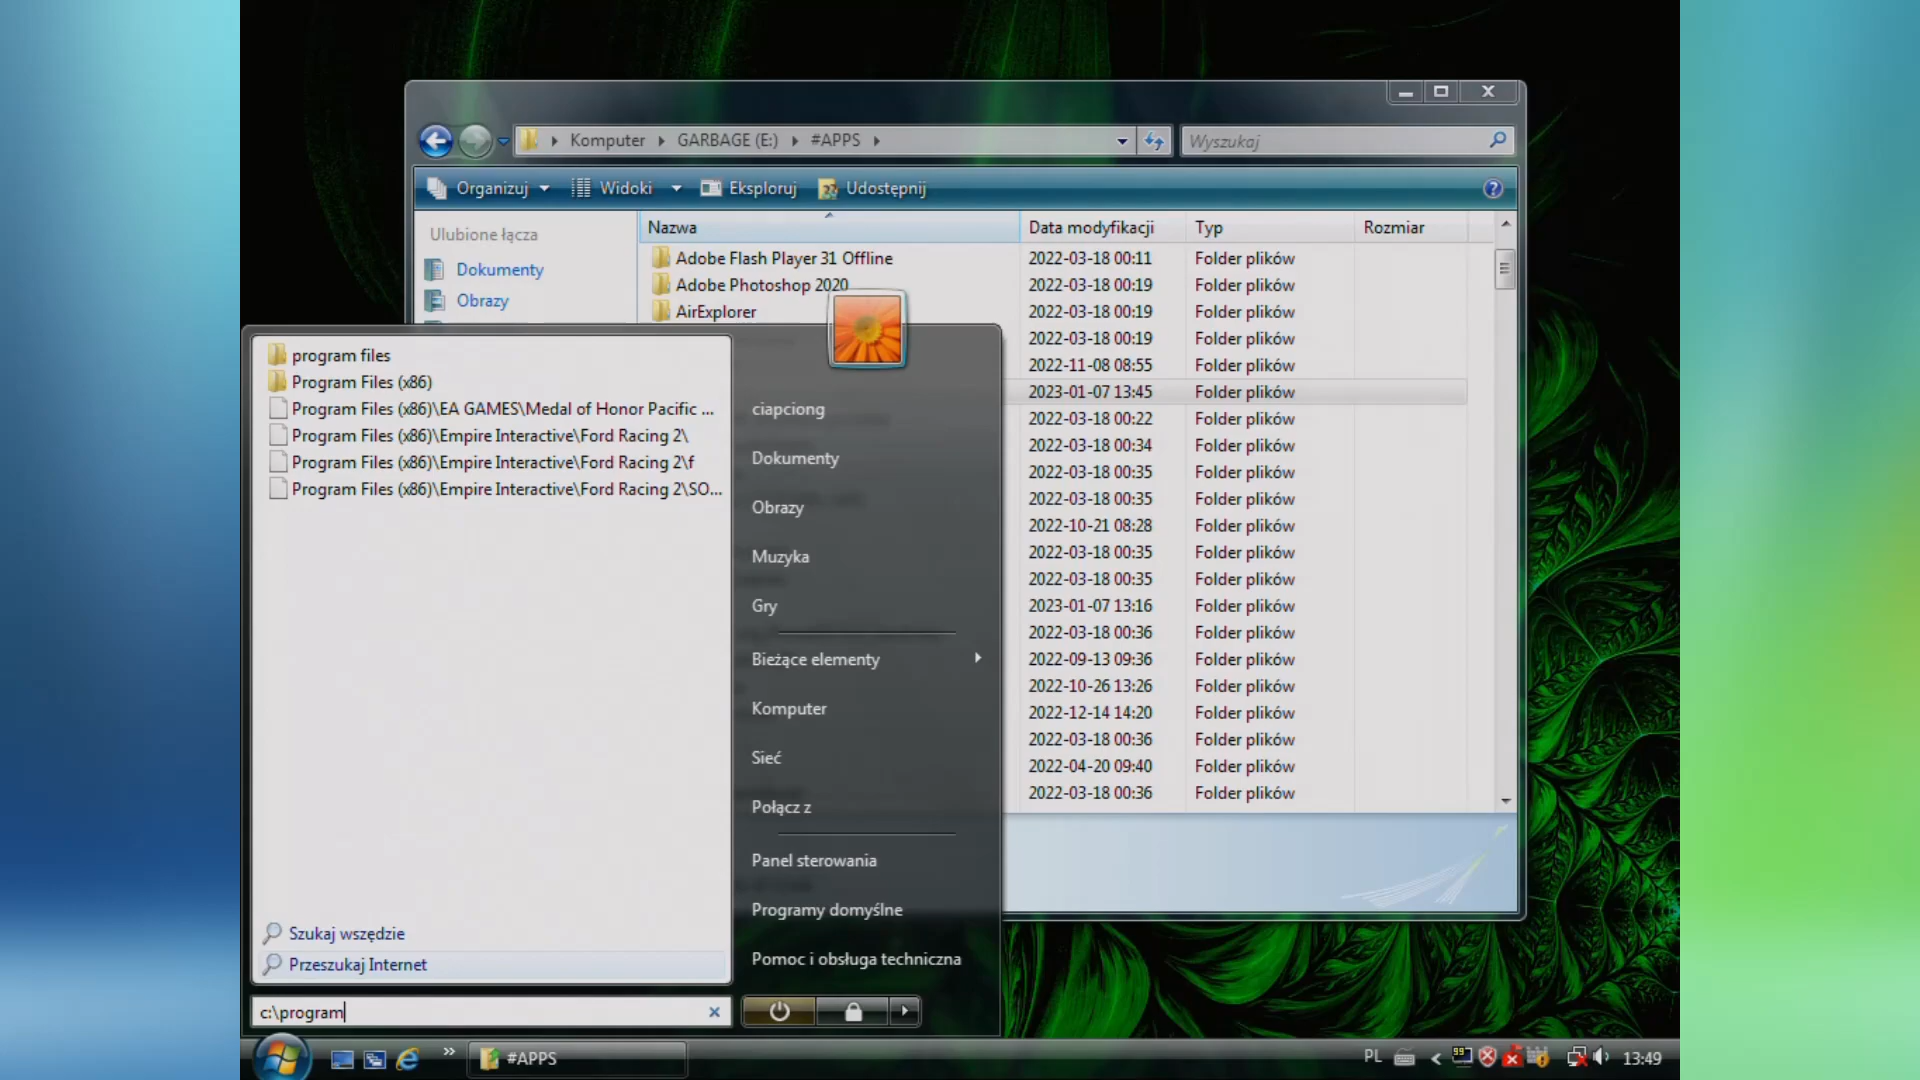 Komputer GARBAGE (E:) #APPS
Wyszukaj
Organizuj Widoki Eksploruj Udostępnij
Ulubione łącza
Dokumenty
Obrazy
Nazwa Data modyfikacji Typ Rozmiar
Adobe Flash Player 31 Offline 2022-03-18 00:11 Folder plików
Adobe Photoshop 2020 2022-03-18 00:19 Folder plików
AirExplorer 2022-03-18 00:19 Folder plików
2022-03-18 00:19 Folder plików
2022-11-08 08:55 Folder plików
2023-01-07 13:45 Folder plików
2022-03-18 00:22 Folder plików
2022-03-18 00:34 Folder plików
2022-03-18 00:35 Folder plików
2022-03-18 00:35 Folder plików
2022-10-21 08:28 Folder plików
2022-03-18 00:35 Folder plików
2022-03-18 00:35 Folder plików
2023-01-07 13:16 Folder plików
2022-03-18 00:36 Folder plików
2022-09-13 09:36 Folder plików
2022-10-26 13:26 Folder plików
2022-12-14 14:20 Folder plików
2022-03-18 00:36 Folder plików
2022-04-20 09:40 Folder plików
2022-03-18 00:36 Folder plików
program files
Program Files (x86)
Program Files (x86)\EA GAMES\Medal of Honor Pacific ...
Program Files (x86)\Empire Interactive\Ford Racing 2\
Program Files (x86)\Empire Interactive\Ford Racing 2\f
Program Files (x86)\Empire Interactive\Ford Racing 2\SO...
Szukaj wszędzie
Przeszukaj Internet
c:\program
ciapciong
Dokumenty
Obrazy
Muzyka
Gry
Bieżące elementy
Komputer
Sieć
Połącz z
Panel sterowania
Programy domyślne
Pomoc i obsługa techniczna
#APPS
PL
99
13:49